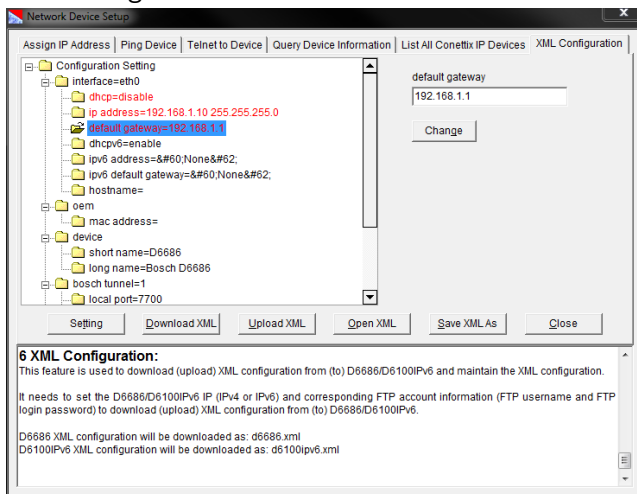 Network Device Setup
x
Assign IP Address Ping Device Telnet to Device Query Device Information List All Conettix IP Devices XML Configuration
Configuration Setting
interface=eth0
dhcp=disable
ip address=192.168.1.10 255.255.255.0
default gateway=192.168.1.1
dhcpv6=enable
ipv6 address=&#60;None&#62;
ipv6 default gateway=&#60;None&#62;
hostname=
oem
mac address=
device
short name=D6686
long name=Bosch D6686
bosch tunnel=1
local port=7700
default gateway
192.168.1.1
Change
Setting Download XML Upload XML Open XML Save XML As Close
6 XML Configuration:
This feature is used to download (upload) XML configuration from (to) D6686/D6100IPv6 and maintain the XML configuration.
It needs to set the D6686/D6100IPv6 IP (IPv4 or IPv6) and corresponding FTP account information (FTP username and FTP
login password) to download (upload) XML configuration from (to) D6686/D6100IPv6.
D6686 XML configuration will be downloaded as: d6686.xml
D6100IPv6 XML configuration will be downloaded as: d6100ipv6.xml